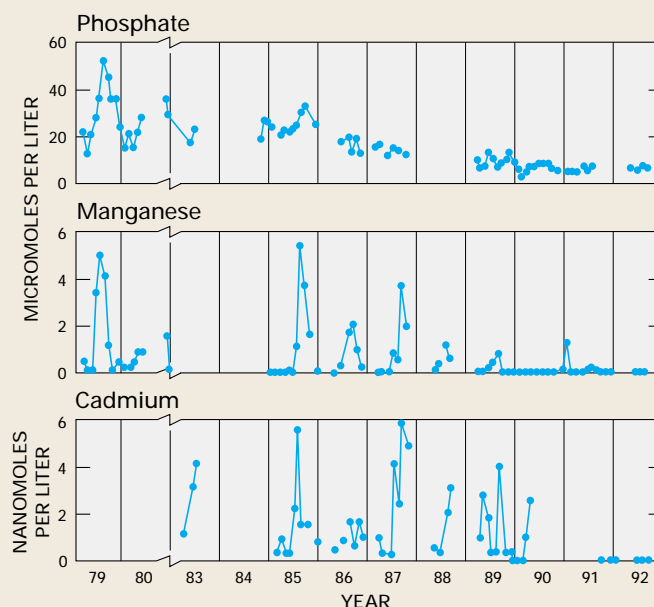 Phosphate
60
40
20
0
MICROMOLES PER LITER
Manganese
6
4
2
0
Cadmium
6
4
2
0
NANOMOLES
PER LITER
79 80 83 84 85 86 87 88 89 90 91 92
YEAR